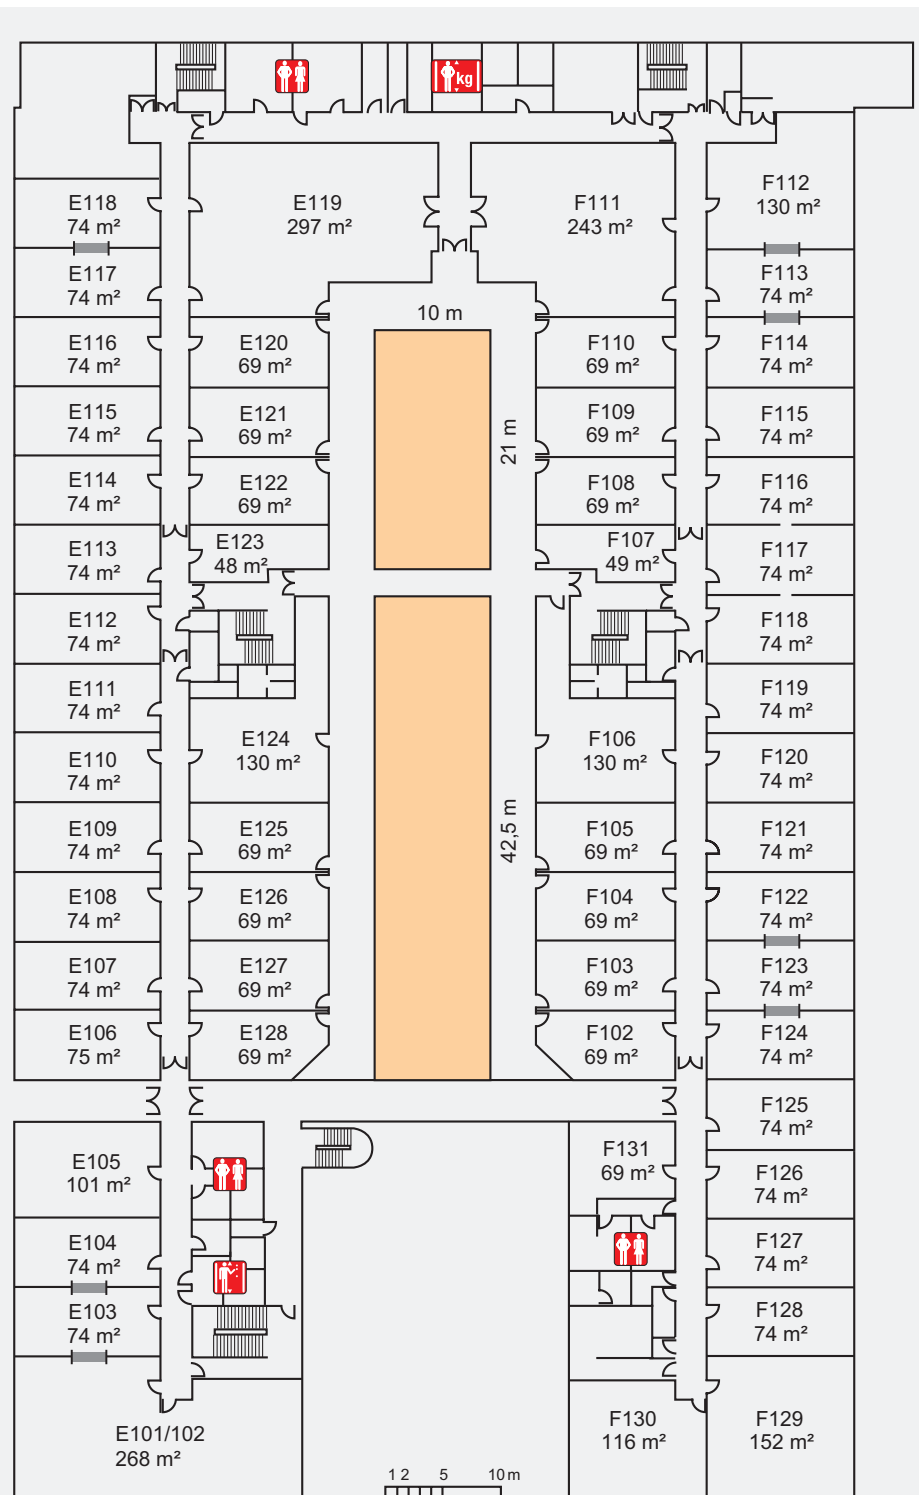 kg
E118
74 m²
E117
74 m²
E116
74 m²
E115
74 m²
E114
74 m²
E113
74 m²
E112
74 m²
E111
74 m²
E110
74 m²
E109
74 m²
E108
74 m²
E107
74 m²
E106
75 m²
E105
101 m²
E104
74 m²
E103
74 m²
E101/102
268 m²
E119
297 m²
E120
69 m²
E121
69 m²
E122
69 m²
E123
48 m²
E124
130 m²
E125
69 m²
E126
69 m²
E127
69 m²
E128
69 m²
10 m
21 m
42,5 m
F111
243 m²
F110
69 m²
F109
69 m²
F108
69 m²
F107
49 m²
F106
130 m²
F105
69 m²
F104
69 m²
F103
69 m²
F102
69 m²
F131
69 m²
F130
116 m²
F112
130 m²
F113
74 m²
F114
74 m²
F115
74 m²
F116
74 m²
F117
74 m²
F118
74 m²
F119
74 m²
F120
74 m²
F121
74 m²
F122
74 m²
F123
74 m²
F124
74 m²
F125
74 m²
F126
74 m²
F127
74 m²
F128
74 m²
F129
152 m²
1 2 5 10 m